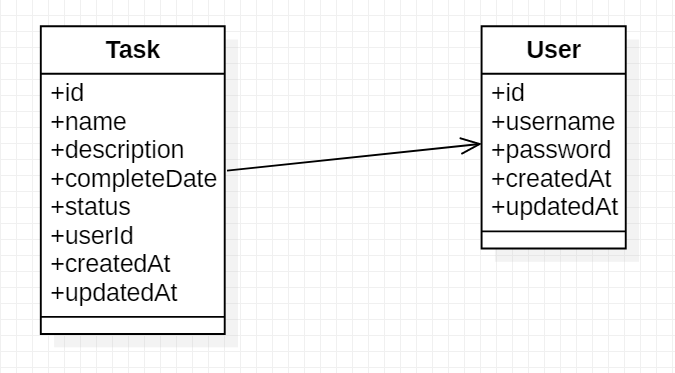 Task
+id
+name
+description
+completeDate
+status
+userId
+createdAt
+updatedAt
User
+id
+username
+password
+createdAt
+updatedAt